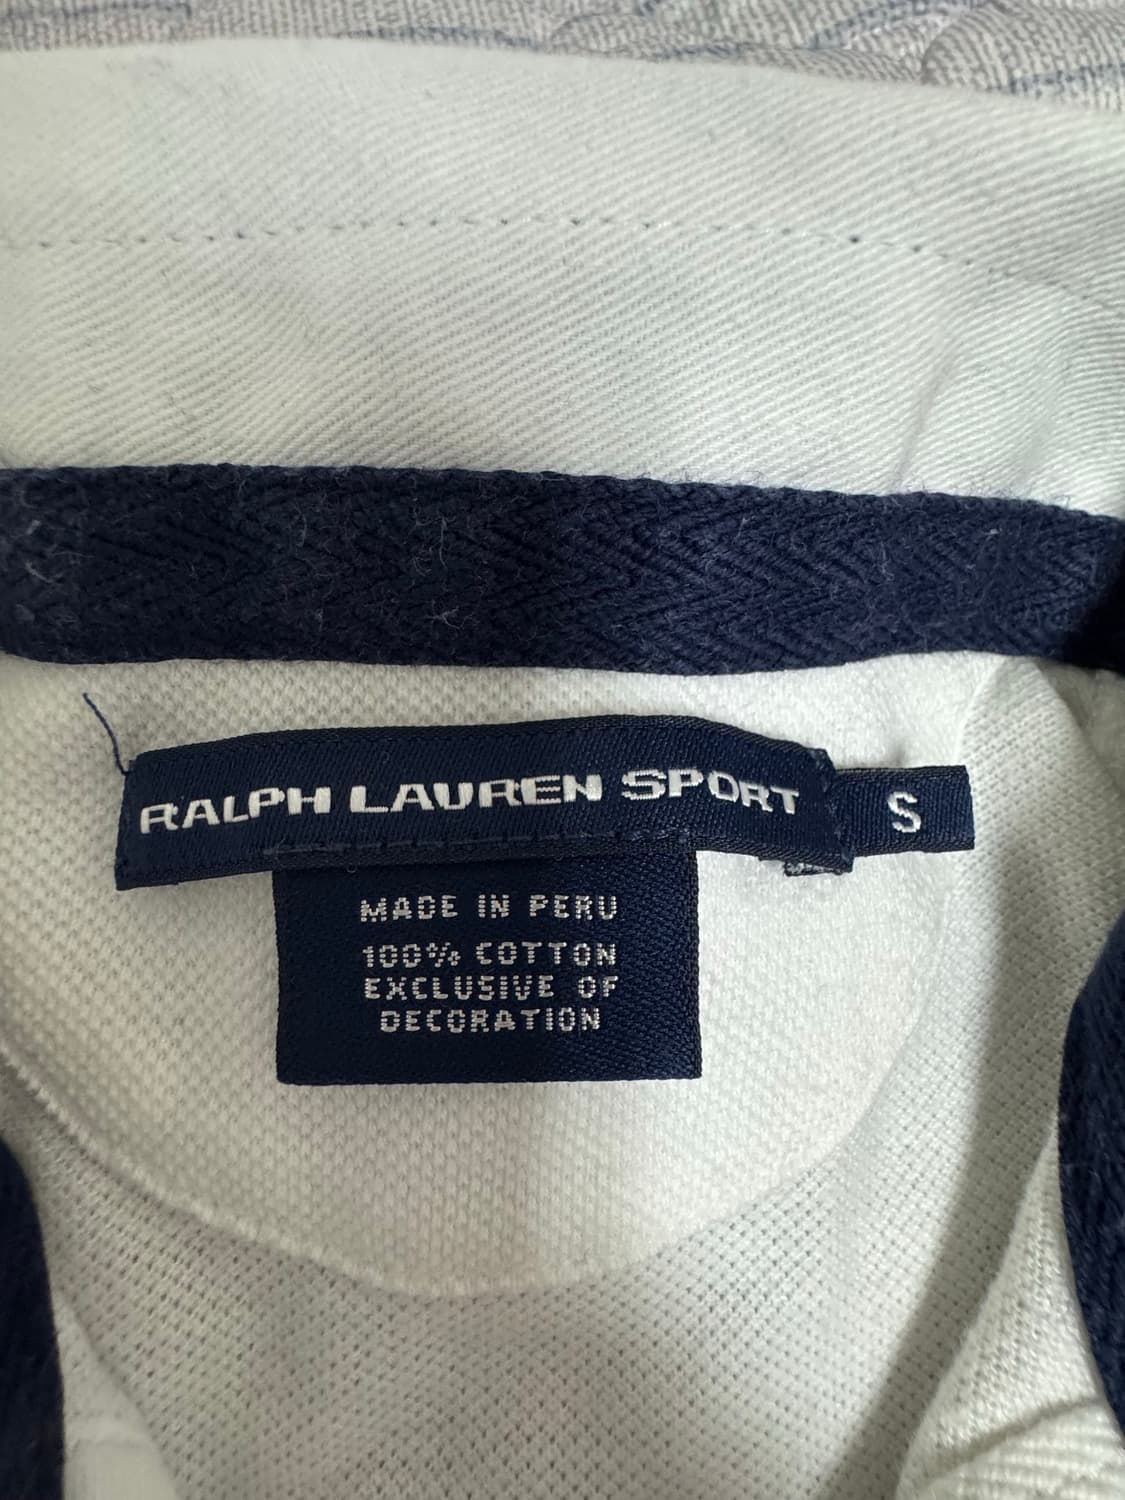 RALPH LAUREN SPORT
S
MADE IN PERU
100% COTTON
EXCLUSIVE OF
DECORATION